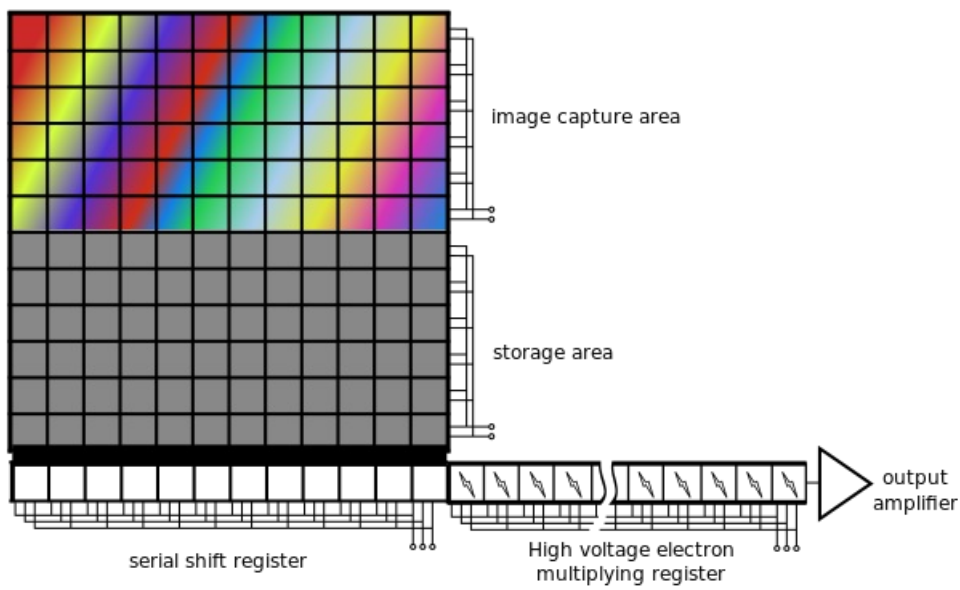 image capture area
storage area
output
amplifier
serial shift register
High voltage electron
multiplying register